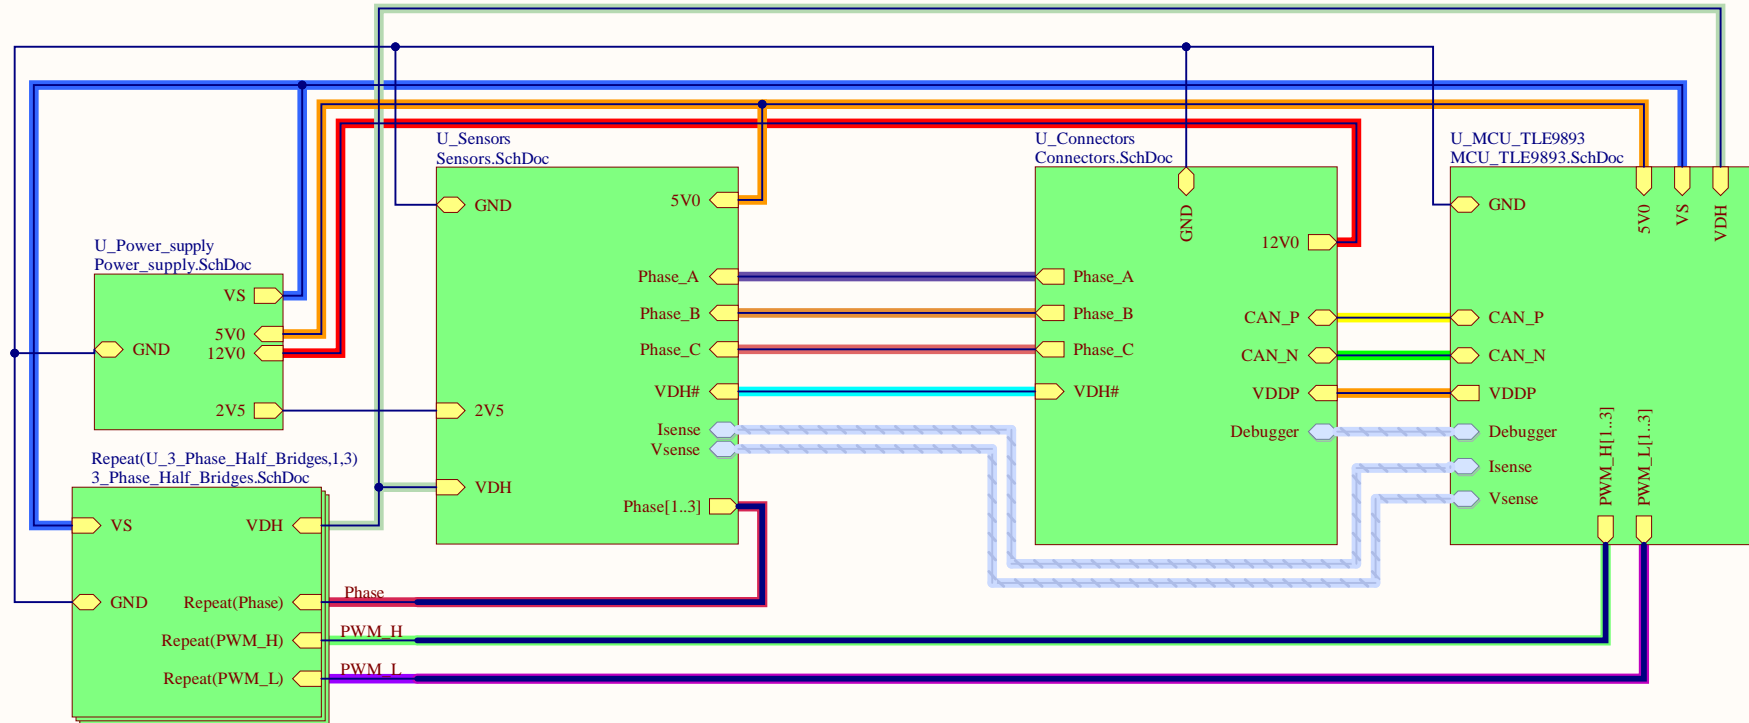 U_Sensors
Sensors.SchDoc
GND
5V0
Phase_A
Phase_B
Phase_C
VDH#
2V5
Isense
Vsense
VDH
Phase[1..3]
U_Connectors
Connectors.SchDoc
GND
12V0
Phase_A
Phase_B
Phase_C
VDH#
CAN_P
CAN_N
VDDP
Debugger
U_MCU_TLE9893
MCU_TLE9893.SchDoc
GND
5V0
VS
VDH
CAN_P
CAN_N
VDDP
Debugger
Isense
Vsense
PWM_H[1..3]
PWM_L[1..3]
U_Power_supply
Power_supply.SchDoc
VS
5V0
GND
12V0
2V5
Repeat(U_3_Phase_Half_Bridges,1,3)
3_Phase_Half_Bridges.SchDoc
VS
VDH
GND
Repeat(Phase)
Repeat(PWM_H)
Repeat(PWM_L)
Phase
PWM_H
PWM_L